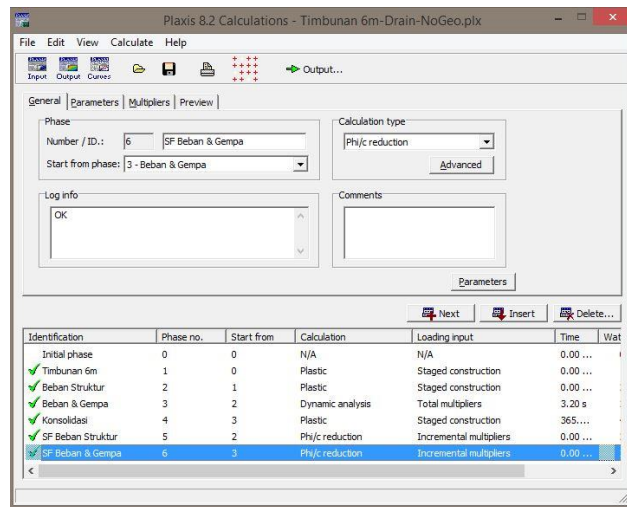 Plaxis 8.2 Calculations - Timbunan 6m-Drain-NoGeo.plx
File Edit View Calculate Help
Input Output Curves Output...
General Parameters Multipliers Preview
Phase
Number / ID.: 6 SF Beban & Gempa
Start from phase: 3 - Beban & Gempa
Calculation type
Phi/c reduction
Advanced
Log info
OK
Comments
Parameters
Next Insert Delete...
Identification Phase no. Start from Calculation Loading input Time Wat
Initial phase 0 0 N/A N/A 0.00 ...
Timbunan 6m 1 0 Plastic Staged construction 0.00 ...
Beban Struktur 2 1 Plastic Staged construction 0.00 ...
Beban & Gempa 3 2 Dynamic analysis Total multipliers 3.20 s
Konsolidasi 4 3 Plastic Staged construction 365....
SF Beban Struktur 5 2 Phi/c reduction Incremental multipliers 0.00 ...
SF Beban & Gempa 6 3 Phi/c reduction Incremental multipliers 0.00 ...